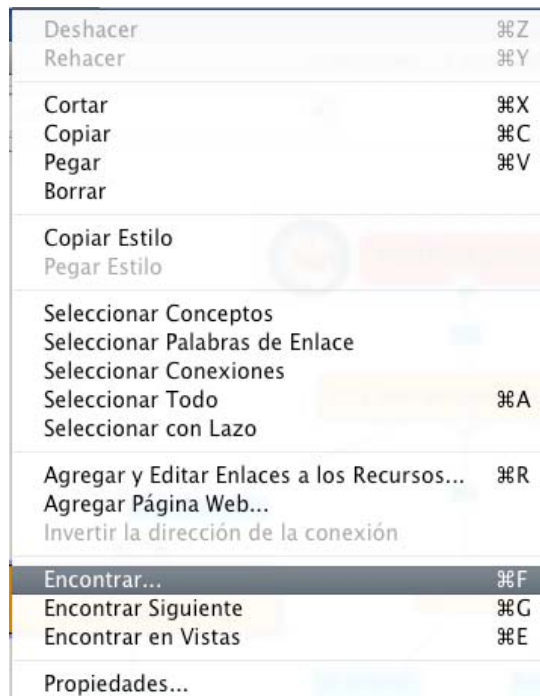 Deshacer ⌘Z
Rehacer ⌘Y
Cortar ⌘X
Copiar ⌘C
Pegar ⌘V
Borrar
Copiar Estilo
Pegar Estilo
Seleccionar Conceptos
Seleccionar Palabras de Enlace
Seleccionar Conexiones
Seleccionar Todo ⌘A
Seleccionar con Lazo
Agregar y Editar Enlaces a los Recursos... ⌘R
Agregar Página Web...
Invertir la dirección de la conexión
Encontrar... ⌘F
Encontrar Siguiente ⌘G
Encontrar en Vistas ⌘E
Propiedades...